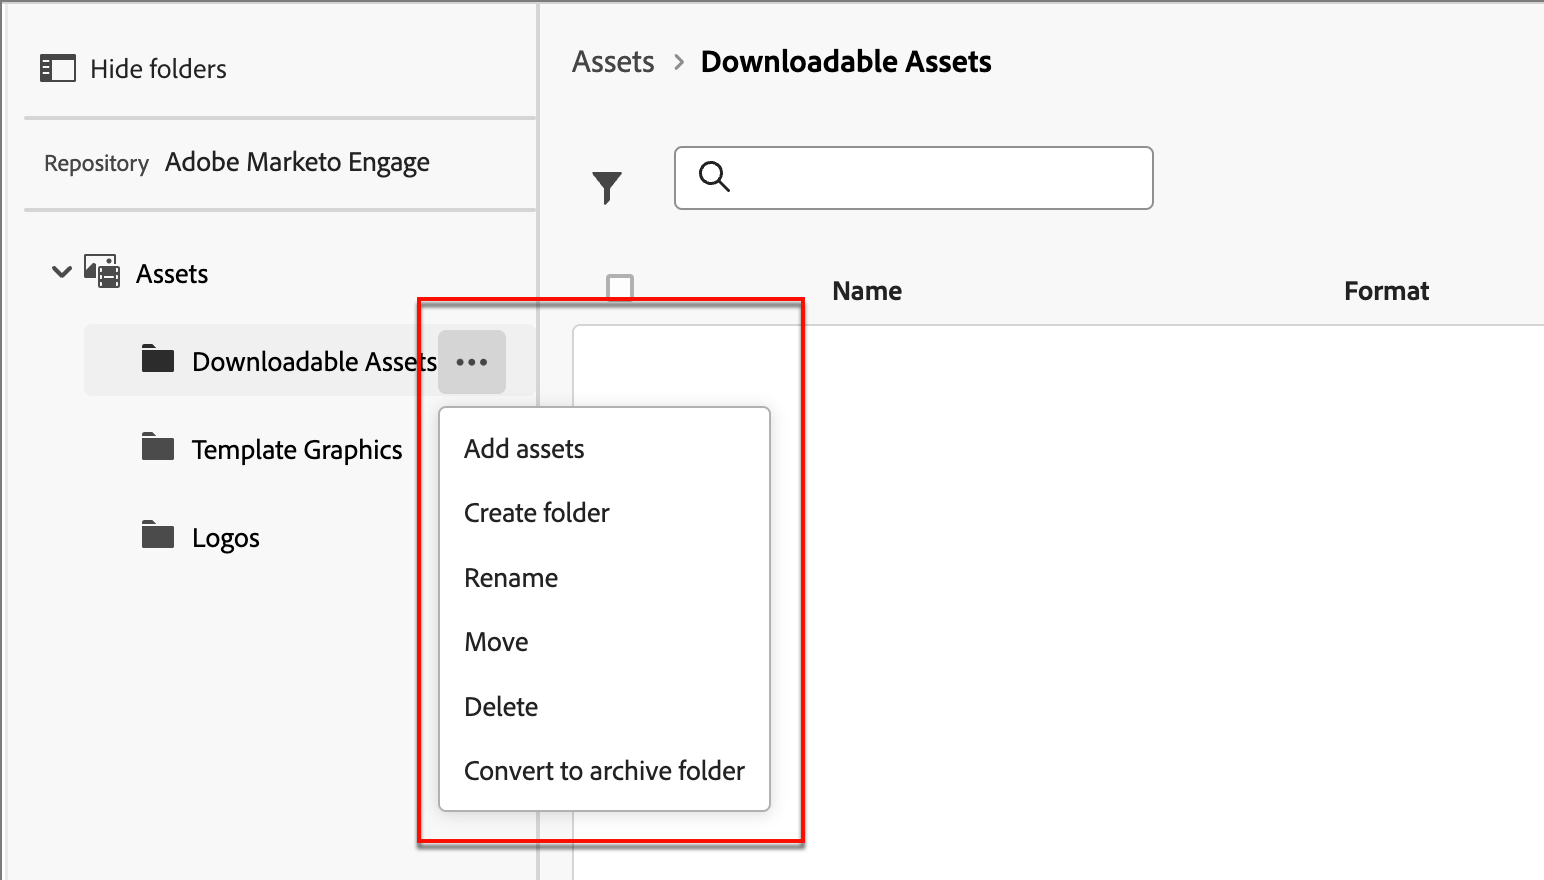 Hide folders
Repository Adobe Marketo Engage
Assets
Downloadable Assets
Template Graphics
Logos
Add assets
Create folder
Rename
Move
Delete
Convert to archive folder
Assets > Downloadable Assets
Name Format